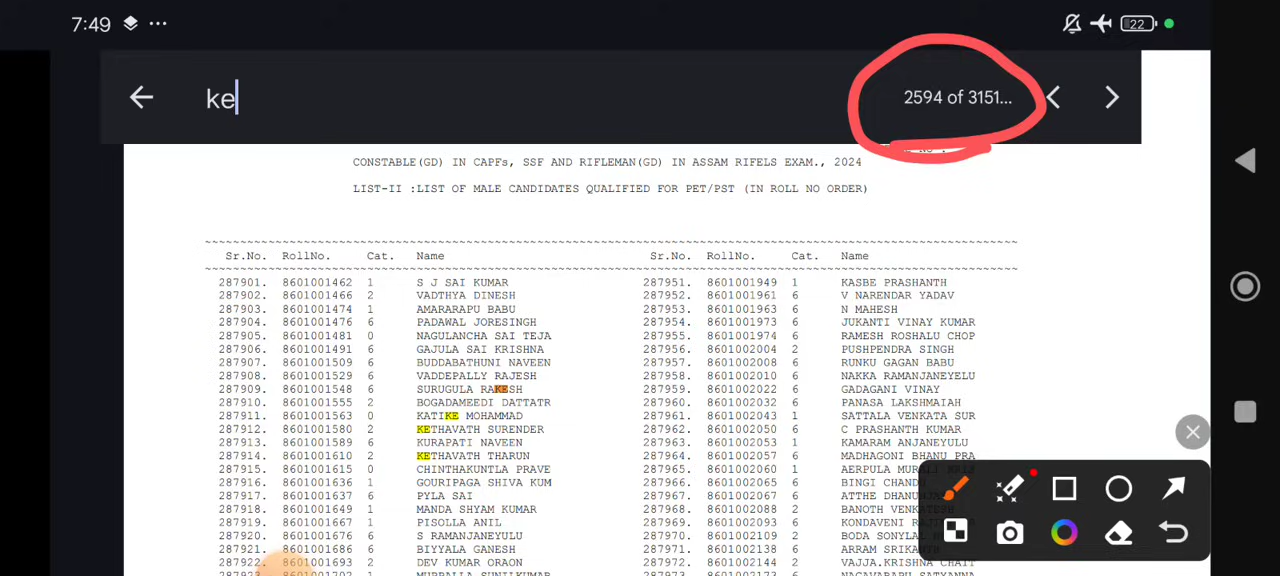 7:49 ... 22
ke 2594 of 3151...
CONSTABLE(GD) IN CAPFs, SSF AND RIFLEMAN(GD) IN ASSAM RIFELS EXAM., 2024
LIST-II :LIST OF MALE CANDIDATES QUALIFIED FOR PET/PST (IN ROLL NO ORDER)
Sr.No. RollNo. Cat. Name Sr.No. RollNo. Cat. Name
287901. 8601001462 1 S J SAI KUMAR 287951. 8601001949 1 KASBE PRASHANTH
287902. 8601001466 2 VADTHYA DINESH 287952. 8601001961 6 V NARENDAR YADAV
287903. 8601001474 1 AMARARAPU BABU 287953. 8601001963 6 N MAHESH
287904. 8601001476 6 PADAWAL JORESINGH 287954. 8601001973 6 JUKANTI VINAY KUMAR
287905. 8601001481 0 NAGULANCHA SAI TEJA 287955. 8601001974 6 RAMESH ROSHALU CHOP
287906. 8601001491 6 GAJULA SAI KRISHNA 287956. 8601002004 2 PUSHPENDRA SINGH
287907. 8601001509 6 BUDDABATHUNI NAVEEN 287957. 8601002008 6 RUNKU GAGAN BABU
287908. 8601001529 6 VADDEPALLY RAJESH 287958. 8601002010 6 NAKKA RAMANJANEYELU
287909. 8601001548 6 SURUGULA RAKESH 287959. 8601002022 6 GADAGANI VINAY
287910. 8601001555 2 BOGADAMEEDI DATTATR 287960. 8601002032 6 PANASA LAKSHMAIAH
287911. 8601001563 0 KATIKE MOHAMMAD 287961. 8601002043 1 SATTALA VENKATA SUR
287912. 8601001580 2 KETHAVATH SURENDER 287962. 8601002050 6 C PRASHANTH KUMAR
287913. 8601001589 6 KURAPATI NAVEEN 287963. 8601002053 1 KAMARAM ANJANEYULU
287914. 8601001610 2 KETHAVATH THARUN 287964. 8601002057 6 MADHAGONI BHANU PRA
287915. 8601001615 0 CHINTHAKUNTLA PRAVE 287965. 8601002060 1 AERPULA
287916. 8601001636 1 GOURIPAGA SHIVA KUM 287966. 8601002065 6 BINGI
287917. 8601001637 6 PYLA SAI 287967. 8601002067 6 ATTHE
287918. 8601001649 1 MANDA SHYAM KUMAR 287968. 8601002088 2 BANOTH
287919. 8601001667 1 PISOLLA ANIL 287969. 8601002093 6 KONDAVENI
287920. 8601001676 1 S RAMANJANEYULU 287970. 8601002109 2 BODA
287921. 8601001686 6 BIYYALA GANESH 287971. 8601002138 6 ARRAM
287922. 8601001693 2 DEV KUMAR ORAON 287972. 8601002144 2